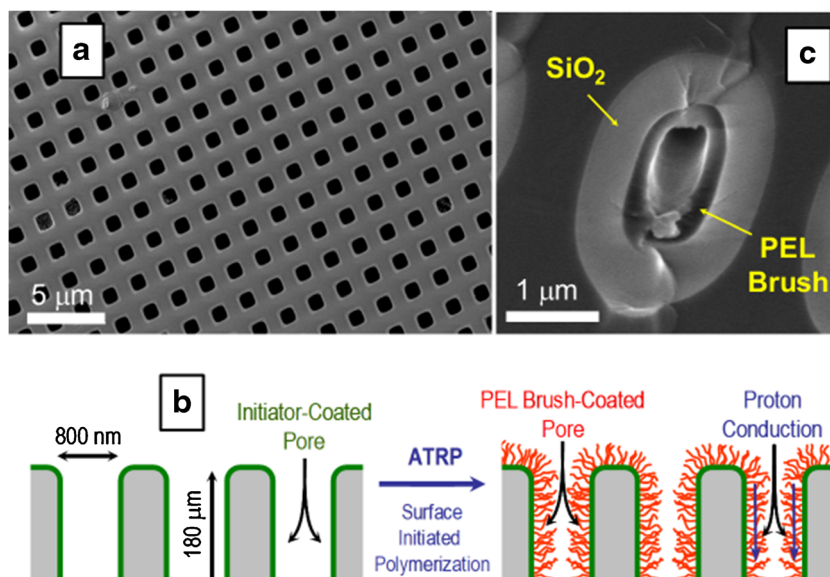 a
5 μm
c
SiO2
PEL
Brush
1 μm
b
800 nm
180 μm
Initiator-Coated
Pore
ATRP
Surface
Initiated
Polymerization
PEL Brush-Coated
Pore
Proton
Conduction